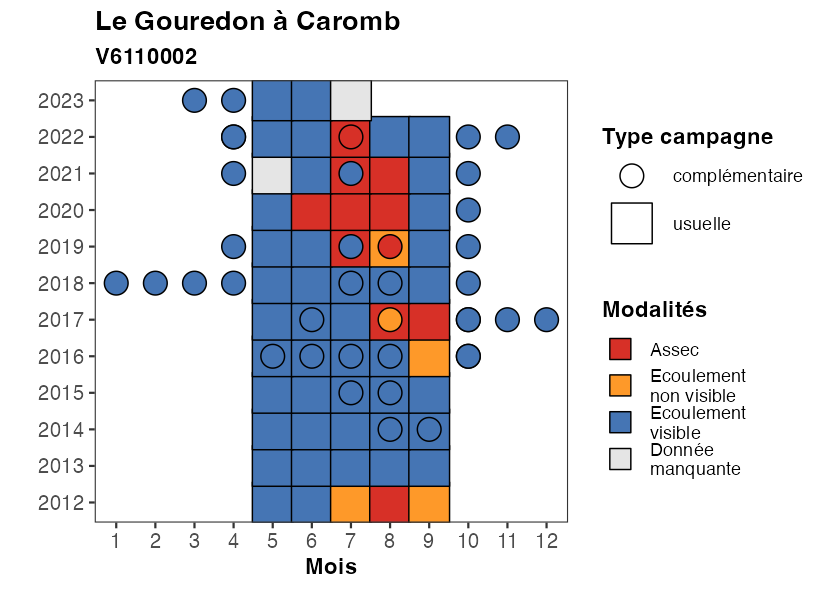 Le Gouredon à Caromb
V6110002
2023
2022
2021
2020
2019
2018
2017
2016
2015
2014
2013
2012
1 2 3 4 5 6 7 8 9 10 11 12
Mois
Type campagne
complémentaire
usuelle
Modalités
Assec
Ecoulement
non visible
Ecoulement
visible
Donnée
manquante